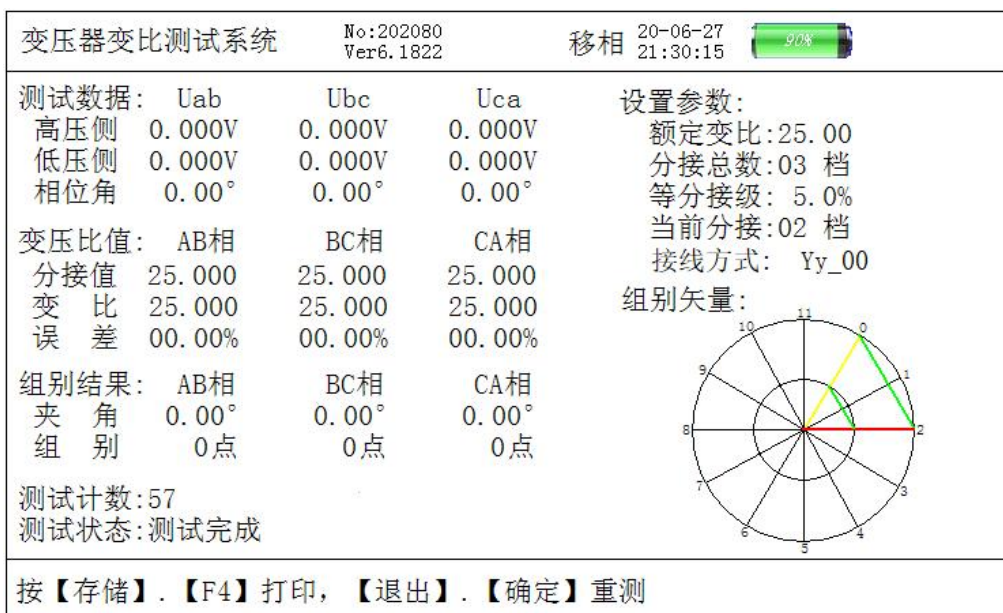 变压器变比测试系统 No:202080 Ver6.1822 移相 20-06-27 21:30:15 90%
测试数据: Uab Ubc Uca
高压侧 0.000V 0.000V 0.000V
低压侧 0.000V 0.000V 0.000V
相位角 0.00° 0.00° 0.00°
变压比值: AB相 BC相 CA相
分接值 25.000 25.000 25.000
变 比 25.000 25.000 25.000
误 差 00.00% 00.00% 00.00%
组别结果: AB相 BC相 CA相
夹 角 0.00° 0.00° 0.00°
组 别 0点 0点 0点
测试计数:57
测试状态:测试完成
设置参数:
额定变比:25.00
分接总数:03 档
等分接级: 5.0%
当前分接:02 档
接线方式: Yy_00
组别矢量:
11
10 0
9 1
8 2
7 3
6 4
5
按【存储】.【F4】打印, 【退出】.【确定】重测